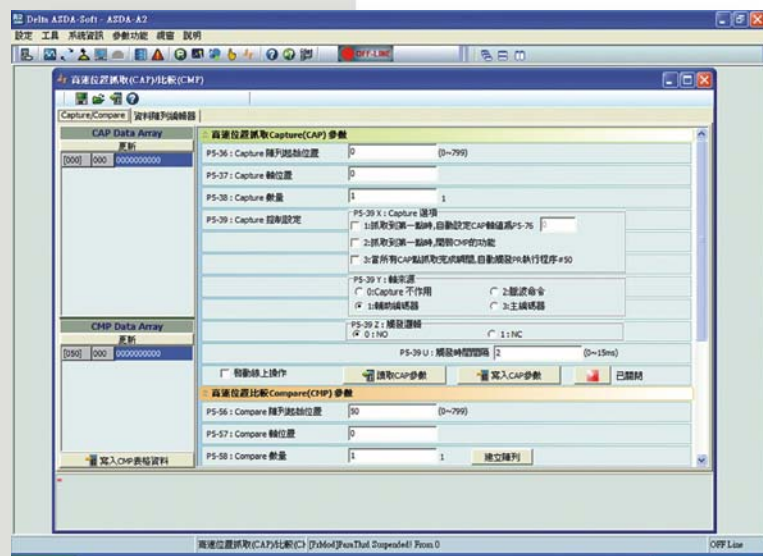 Delta ASDA-Soft - ASDA-A2
設定 工具 系統資訊 參數功能 視窗 說明
OFF-LINE
高速位置抓取(CAP)/比較(CMP)
Capture/Compare 資料陣列編輯器
CAP Data Array
更新
[000] 000 0000000000
CMP Data Array
更新
[050] 000 0000000000
寫入CMP表格資料
高速位置抓取Capture(CAP) 參數
P5-36 : Capture 陣列起始位置 0 (0~799)
P5-37 : Capture 軸位置 0
P5-38 : Capture 數量 1 1
P5-39 : Capture 控制設定
P5-39 X : Capture 選項
1:抓取到第一點時,自動設定CAP軸值為P5-76 0
2:抓取到第一點時,開啟CMP的功能
3:當所有CAP點抓取完成瞬間,自動觸發PR執行程序#50
P5-39 Y : 軸來源
0:Capture 不作用 2:脈波命令
1:輔助編碼器 3:主編碼器
P5-39 Z : 觸發邏輯
0 : NO 1 : NC
P5-39 U : 觸發時間間隔 2 (0~15ms)
啟動線上操作 讀取CAP參數 寫入CAP參數 已關閉
高速位置比較Compare(CMP) 參數
P5-56 : Compare 陣列起始位置 50 (0~799)
P5-57 : Compare 軸位置 0
P5-58 : Compare 數量 1 1 建立陣列
高速位置抓取(CAP)/比較(C) [PrMod]ParaThrd Suspended! From 0 OFF Line